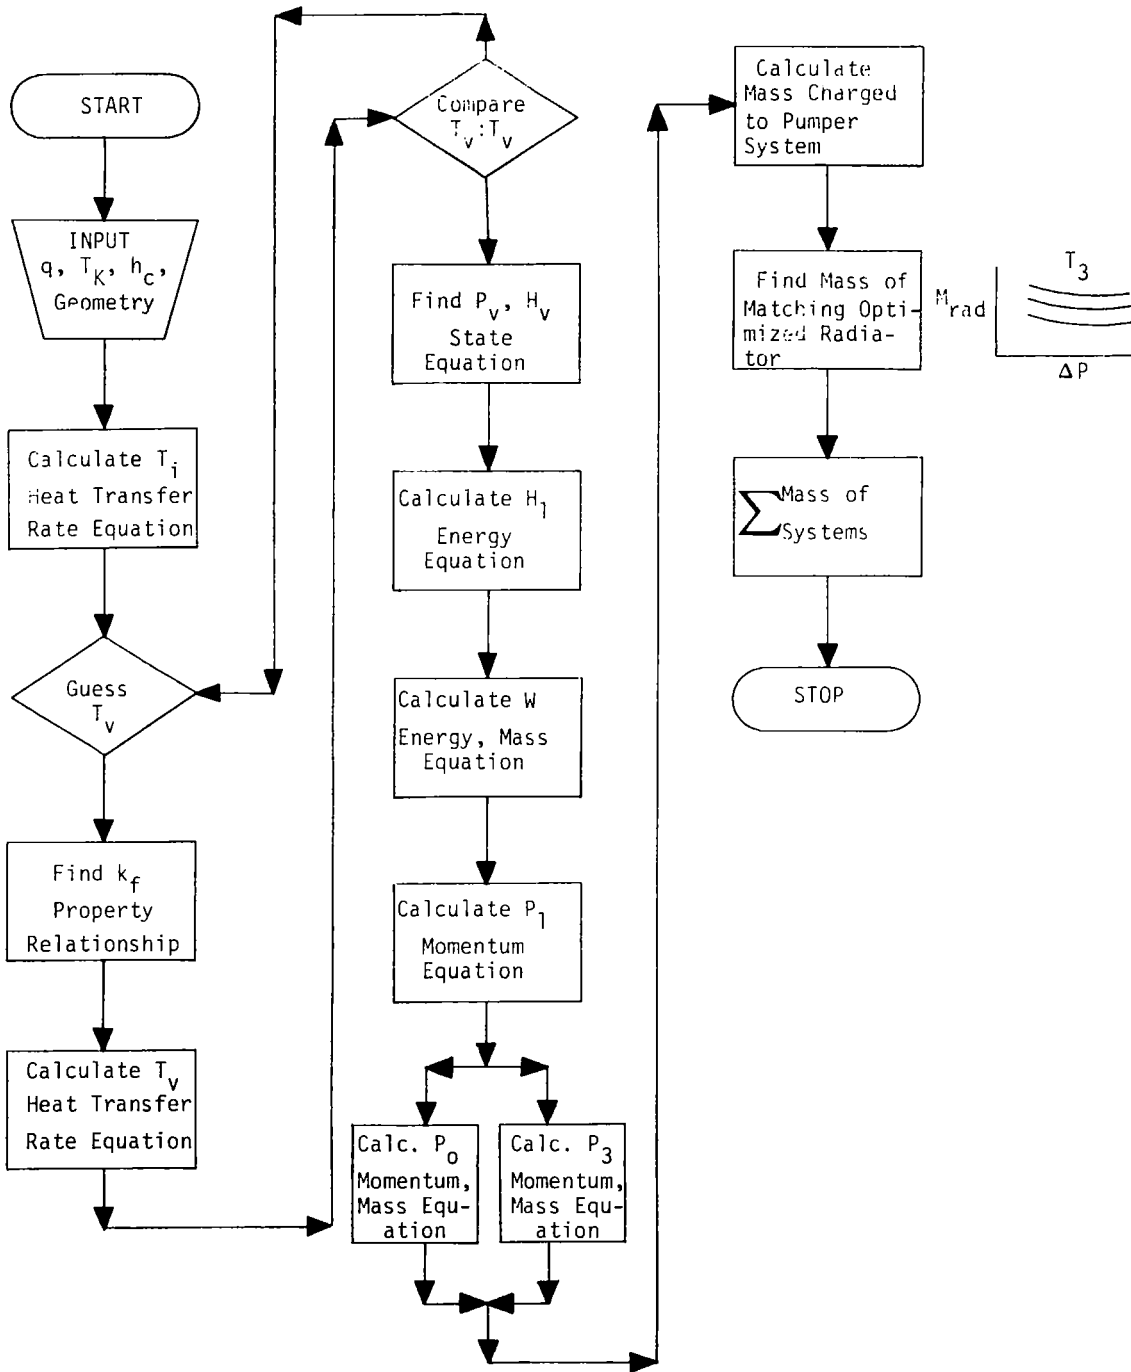 START
INPUT
q, T_K, h_c,
Geometry
Calculate T_i
Heat Transfer
Rate Equation
Guess
T_v
Find k_f
Property
Relationship
Calculate T_v
Heat Transfer
Rate Equation
Compare
T_v:T_v
Find P_v, H_v
State
Equation
Calculate H_1
Energy
Equation
Calculate W
Energy, Mass
Equation
Calculate P_1
Momentum
Equation
Calc. P_o
Momentum,
Mass Equ-
ation
Calc. P_3
Momentum,
Mass Equ-
ation
Calculate
Mass Charged
to Pumper
System
Find Mass of
Matching Opti-
mized Radia-
tor
M_rad
T_3
ΔP
∑Mass of
Systems
STOP